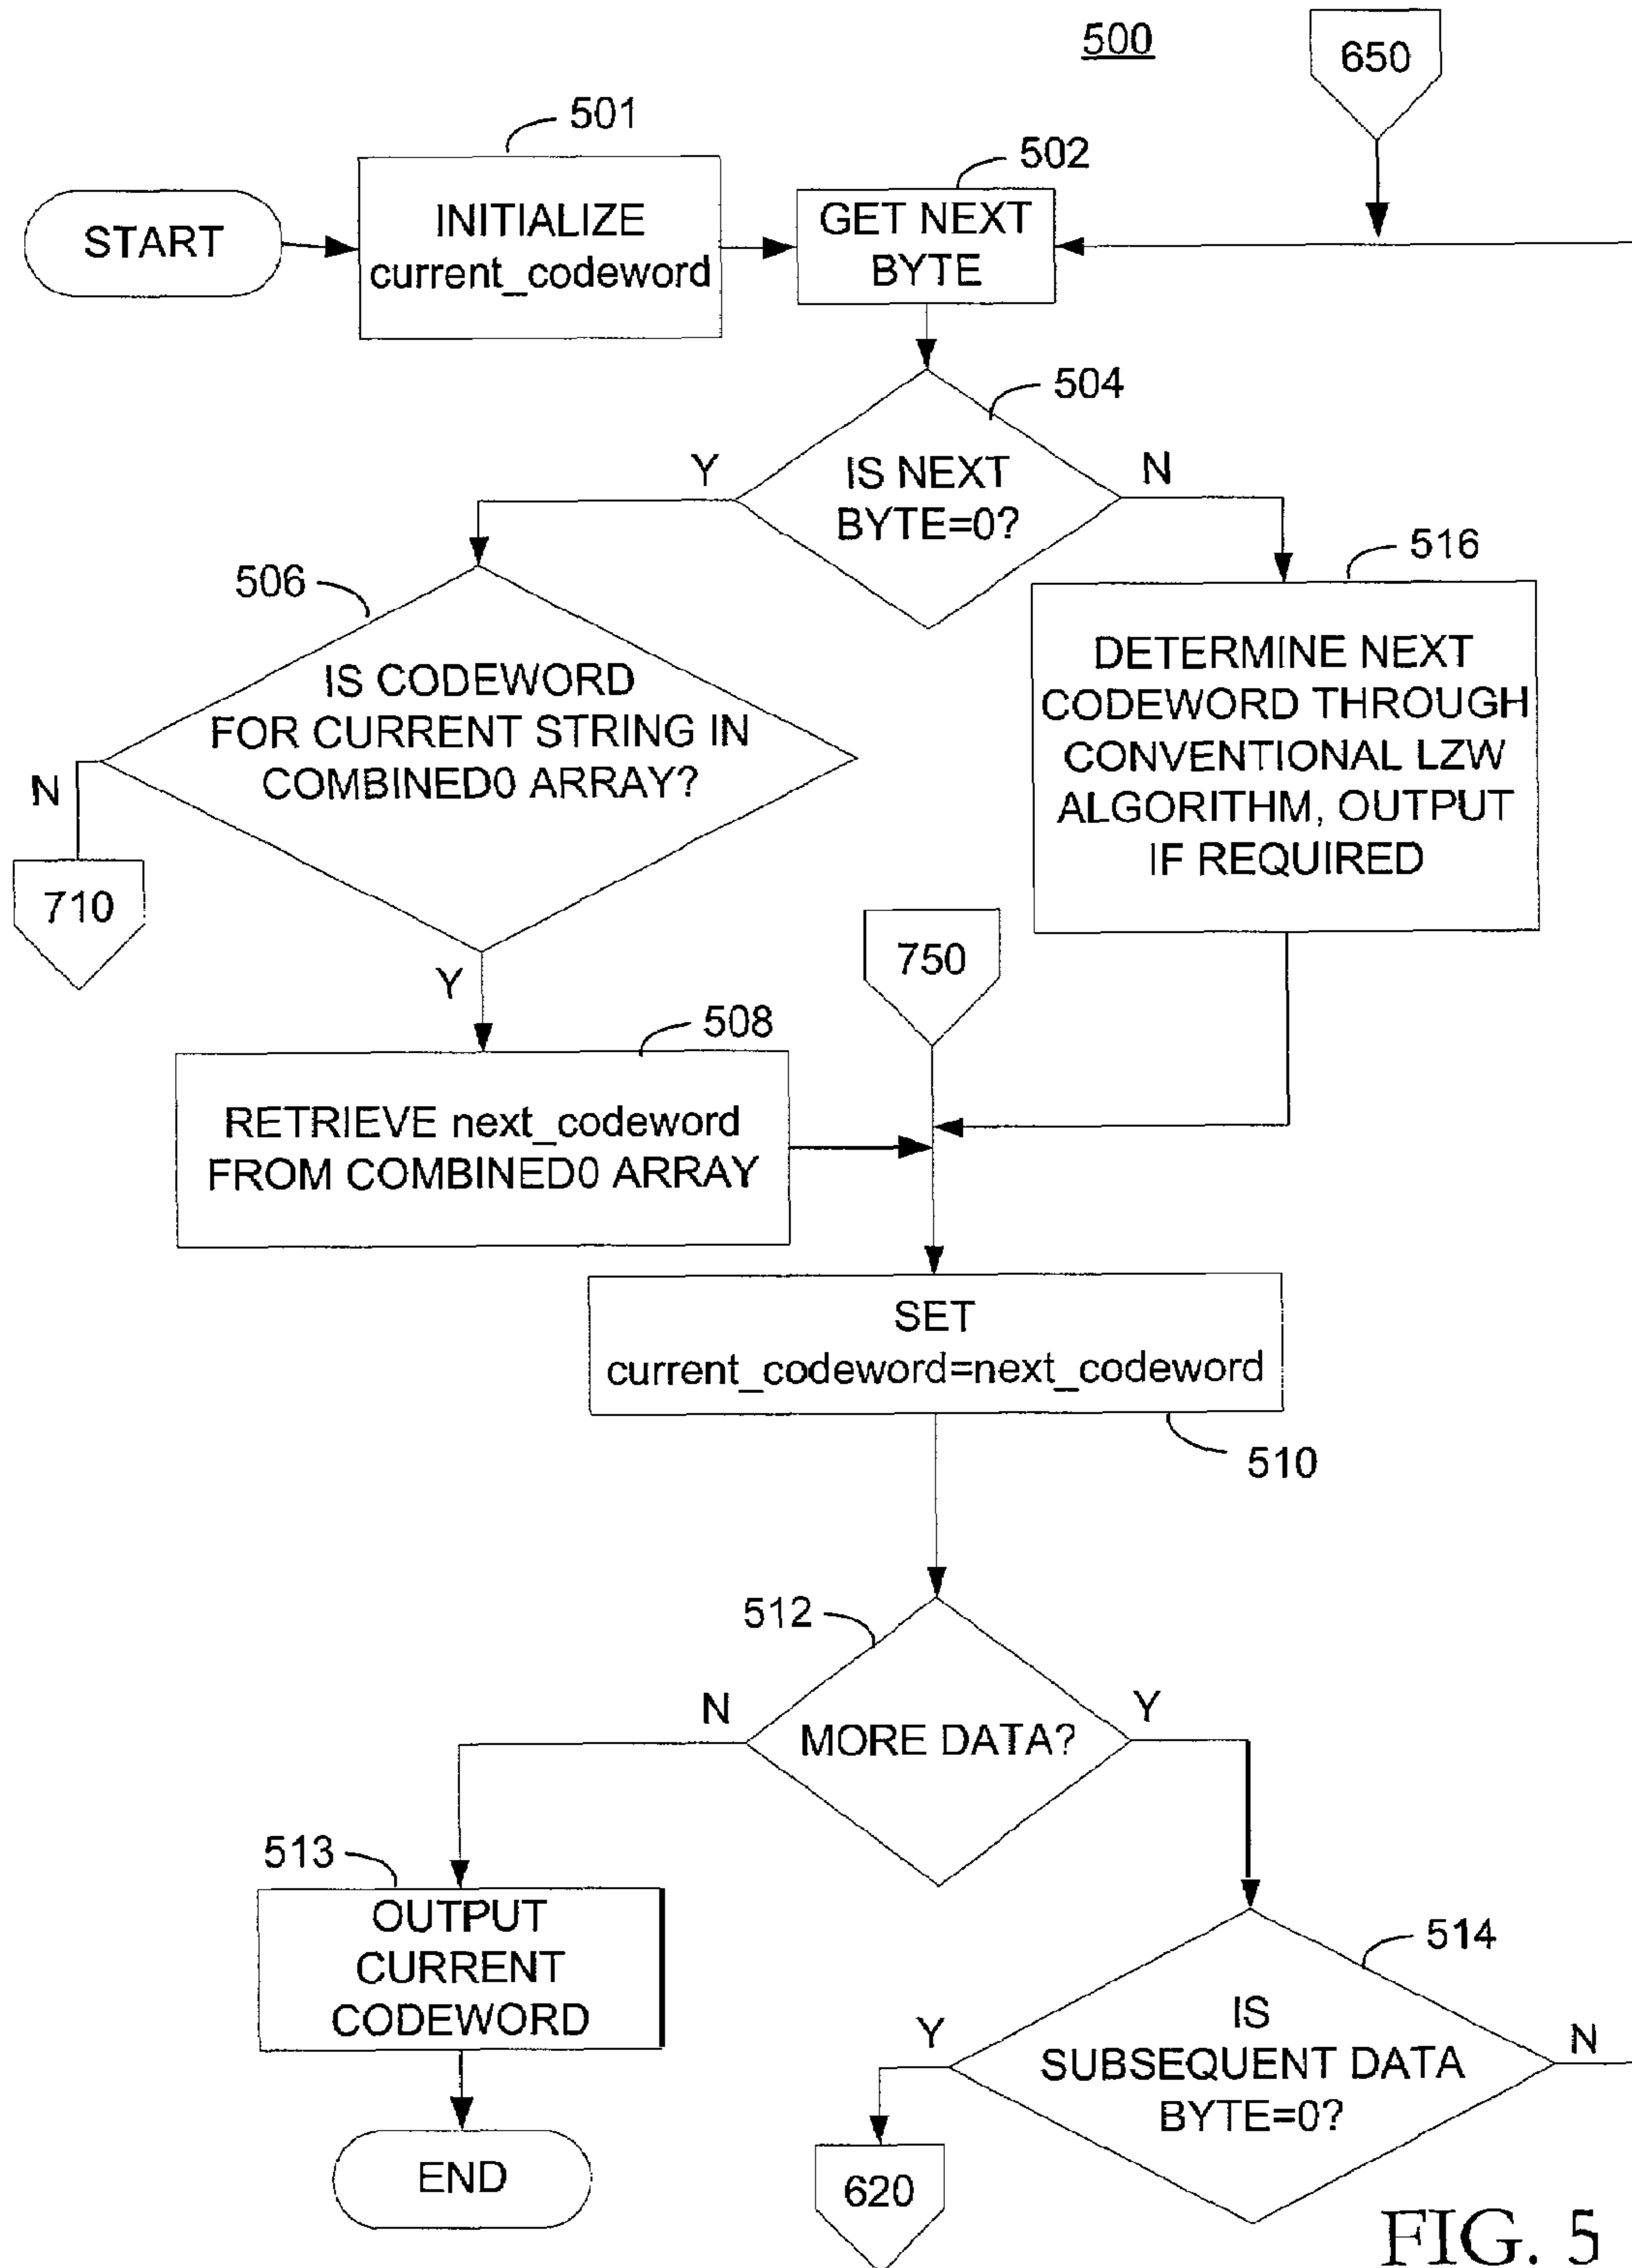 500
650
501
502
START
INITIALIZE
current_codeword
GET NEXT
BYTE
504
Y
IS NEXT
BYTE=0?
N
506
516
IS CODEWORD
FOR CURRENT STRING IN
COMBINED0 ARRAY?
N
710
DETERMINE NEXT
CODEWORD THROUGH
CONVENTIONAL LZW
ALGORITHM, OUTPUT
IF REQUIRED
Y
750
508
RETRIEVE next_codeword
FROM COMBINED0 ARRAY
SET
current_codeword=next_codeword
510
512
N
MORE DATA?
Y
513
OUTPUT
CURRENT
CODEWORD
514
Y
IS
SUBSEQUENT DATA
BYTE=0?
N
END
620
FIG. 5